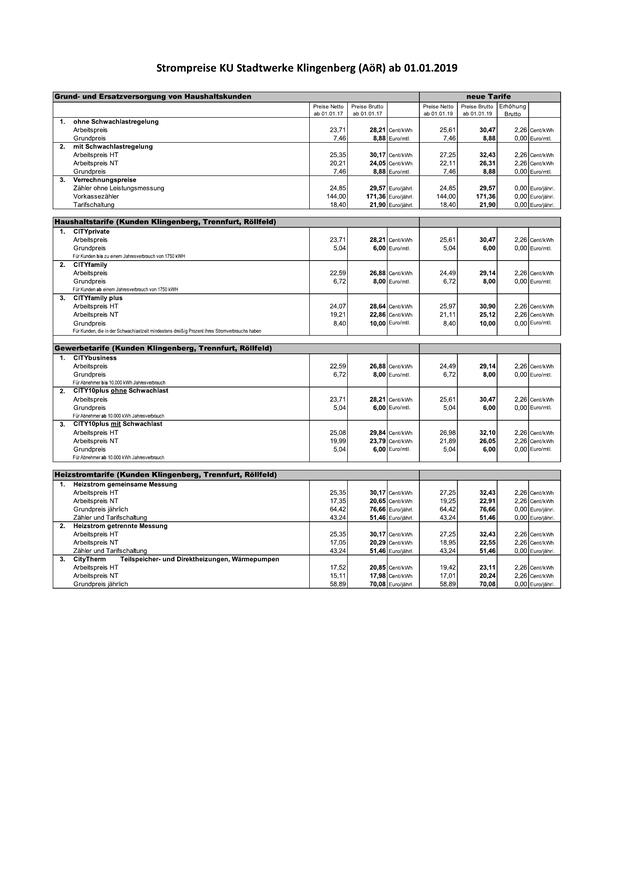 Strompreise KU Stadtwerke Klingenberg (AöR) ab 01.01.2019
Grund- und Ersatzversorgung von Haushaltskunden neue Tarife
Preise Netto Preise Brutto Preise Netto Preise Brutto Erhöhung
ab 01.01.17 ab 01.01.17 ab 01.01.19 ab 01.01.19 Brutto
1. ohne Schwachlastregelung
Arbeitspreis 23,71 28,21 Cent/kWh 25,61 30,47 2,26 Cent/kWh
Grundpreis 7,46 8,88 Euro/mtl. 7,46 8,88 0,00 Euro/mtl.
2. mit Schwachlastregelung
Arbeitspreis HT 25,35 30,17 Cent/kWh 27,25 32,43 2,26 Cent/kWh
Arbeitspreis NT 20,21 24,05 Cent/kWh 22,11 26,31 2,26 Cent/kWh
Grundpreis 7,46 8,88 Euro/mtl. 7,46 8,88 0,00 Euro/mtl.
3. Verrechnungspreise
Zähler ohne Leistungsmessung 24,85 29,57 Euro/jährl. 24,85 29,57 0,00 Euro/jährl.
Vorkassezähler 144,00 171,36 Euro/jährl. 144,00 171,36 0,00 Euro/jährl.
Tarifschaltung 18,40 21,90 Euro/jährl. 18,40 21,90 0,00 Euro/jährl.
Haushaltstarife (Kunden Klingenberg, Trennfurt, Röllfeld)
1. CITYprivate
Arbeitspreis 23,71 28,21 Cent/kWh 25,61 30,47 2,26 Cent/kWh
Grundpreis 5,04 6,00 Euro/mtl. 5,04 6,00 0,00 Euro/mtl.
Für Kunden bis zu einem Jahresverbrauch von 1750 kWH
2. CITYfamily
Arbeitspreis 22,59 26,88 Cent/kWh 24,49 29,14 2,26 Cent/kWh
Grundpreis 6,72 8,00 Euro/mtl. 6,72 8,00 0,00 Euro/mtl.
Für Kunden ab einem Jahresverbrauch von 1750 kWH
3. CITYfamily plus
Arbeitspreis HT 24,07 28,64 Cent/kWh 25,97 30,90 2,26 Cent/kWh
Arbeitspreis NT 19,21 22,86 Cent/kWh 21,11 25,12 2,26 Cent/kWh
Grundpreis 8,40 10,00 Euro/mtl. 8,40 10,00 0,00 Euro/mtl.
Für Kunden, die in der Schwachlastzeit mindestens dreißig Prozent ihres Stromverbrauchs haben
Gewerbetarife (Kunden Klingenberg, Trennfurt, Röllfeld)
1. CITYbusiness
Arbeitspreis 22,59 26,88 Cent/kWh 24,49 29,14 2,26 Cent/kWh
Grundpreis 6,72 8,00 Euro/mtl. 6,72 8,00 0,00 Euro/mtl.
Für Abnehmer bis 10.000 kWh Jahresverbrauch
2. CITY10plus ohne Schwachlast
Arbeitspreis 23,71 28,21 Cent/kWh 25,61 30,47 2,26 Cent/kWh
Grundpreis 5,04 6,00 Euro/mtl. 5,04 6,00 0,00 Euro/mtl.
Für Abnehmer ab 10.000 kWh Jahresverbrauch
3. CITY10plus mit Schwachlast
Arbeitspreis HT 25,08 29,84 Cent/kWh 26,98 32,10 2,26 Cent/kWh
Arbeitspreis NT 19,99 23,79 Cent/kWh 21,89 26,05 2,26 Cent/kWh
Grundpreis 5,04 6,00 Euro/mtl. 5,04 6,00 0,00 Euro/mtl.
Für Abnehmer ab 10.000 kWh Jahresverbrauch
Heizstromtarife (Kunden Klingenberg, Trennfurt, Röllfeld)
1. Heizstrom gemeinsame Messung
Arbeitspreis HT 25,35 30,17 Cent/kWh 27,25 32,43 2,26 Cent/kWh
Arbeitspreis NT 17,35 20,65 Cent/kWh 19,25 22,91 2,26 Cent/kWh
Grundpreis jährlich 64,42 76,66 Euro/jährl. 64,42 76,66 0,00 Euro/jährl.
Zähler und Tarifschaltung 43,24 51,46 Euro/jährl. 43,24 51,46 0,00 Euro/jährl.
2. Heizstrom getrennte Messung
Arbeitspreis HT 25,35 30,17 Cent/kWh 27,25 32,43 2,26 Cent/kWh
Arbeitspreis NT 17,05 20,29 Cent/kWh 18,95 22,55 2,26 Cent/kWh
Zähler und Tarifschaltung 43,24 51,46 Euro/jährl. 43,24 51,46 0,00 Euro/jährl.
3. CityTherm Teilspeicher- und Direktheizungen, Wärmepumpen
Arbeitspreis HT 17,52 20,85 Cent/kWh 19,42 23,11 2,26 Cent/kWh
Arbeitspreis NT 15,11 17,98 Cent/kWh 17,01 20,24 2,26 Cent/kWh
Grundpreis jährlich 58,89 70,08 Euro/jährl. 58,89 70,08 0,00 Euro/jährl.